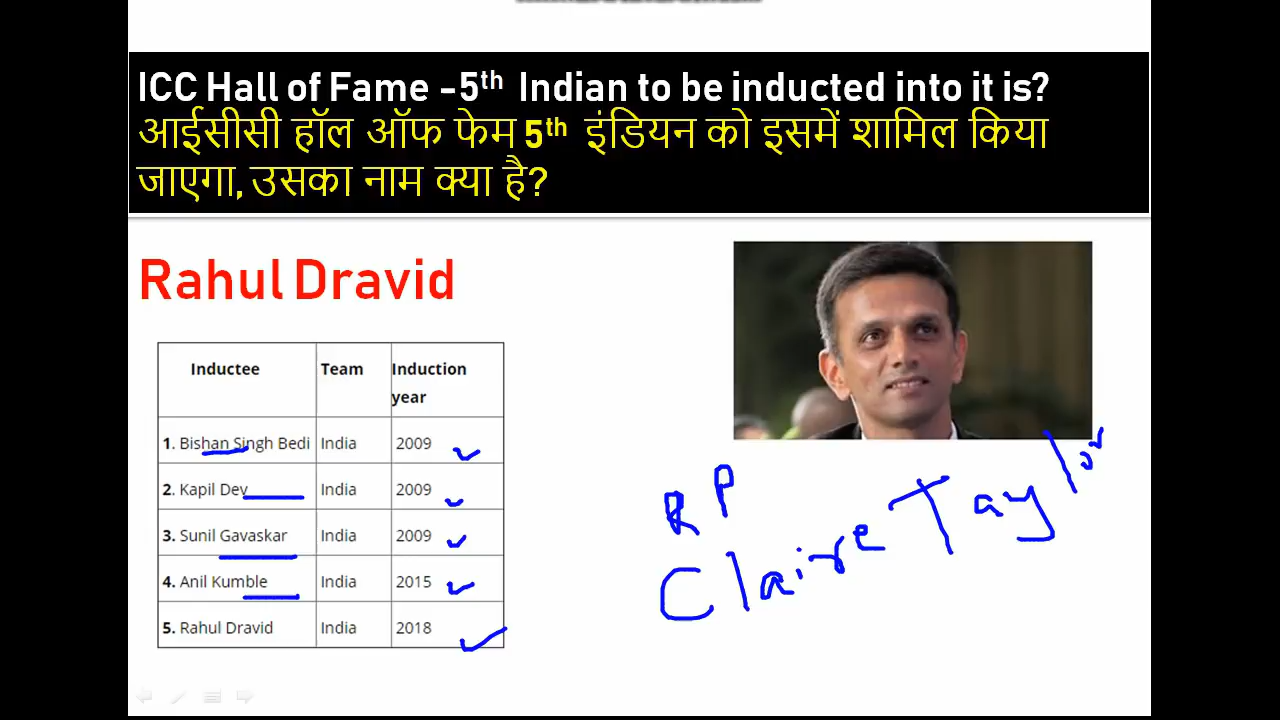 ICC Hall of Fame -5th Indian to be inducted into it is?
आईसीसी हॉल ऑफ फेम 5th इंडियन को इसमें शामिल किया
जाएगा, उसका नाम क्या है?
Rahul Dravid
Inductee Team Induction year
1. Bishan Singh Bedi India 2009
2. Kapil Dev India 2009
3. Sunil Gavaskar India 2009
4. Anil Kumble India 2015
5. Rahul Dravid India 2018
RP
Claire Taylor